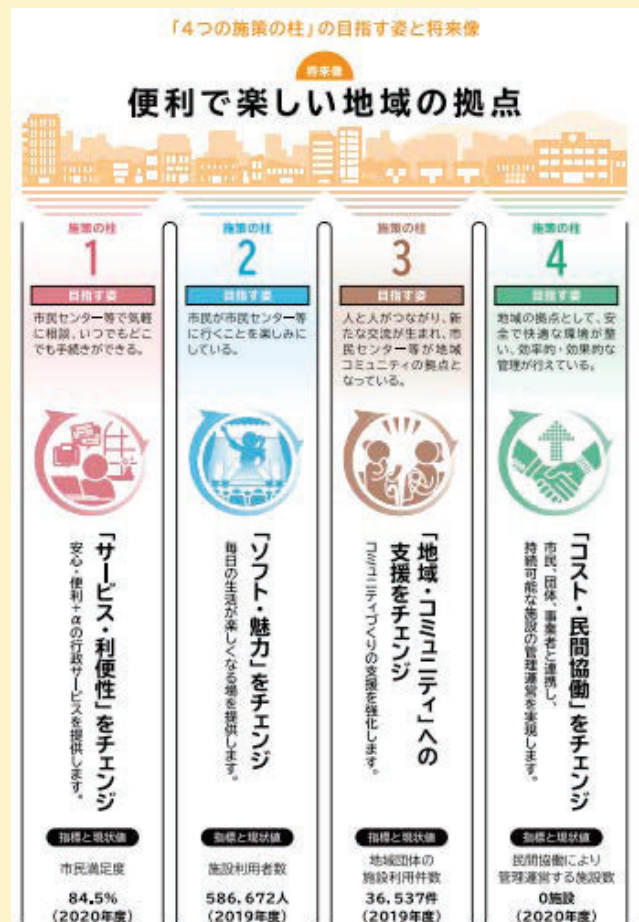 「4つの施策の柱」の目指す姿と将来像
将来像
便利で楽しい地域の拠点
施策の柱
1
目指す姿
市民センター等で気軽
に相談、いつでもどこ
でも手続きができる。
「サービス・利便性」をチェンジ
安心・便利+αの行政サービスを提供します。
指標と現状値
市民満足度
84.5%
(2020年度)
施策の柱
2
目指す姿
市民が市民センター等
に行くことを楽しみに
している。
「ソフト・魅力」をチェンジ
毎日の生活が楽しくなる場を提供します。
指標と現状値
施設利用者数
586,672人
(2019年度)
施策の柱
3
目指す姿
人と人がつながり、新
たな交流が生まれ、市
民センター等が地域
コミュニティの拠点と
なっている。
「地域・コミュニティ」への
支援をチェンジ
コミュニティづくりの支援を強化します。
指標と現状値
地域団体の
施設利用件数
36,537件
(2019年度)
施策の柱
4
目指す姿
地域の拠点として、安
全で快適な環境が整
い、効率的・効果的な
管理が行えている。
「コスト・民間協働」をチェンジ
市民、団体、事業者と連携し、
持続可能な施設の管理運営を実現します。
指標と現状値
民間協働により
管理運営する施設数
0施設
(2020年度)